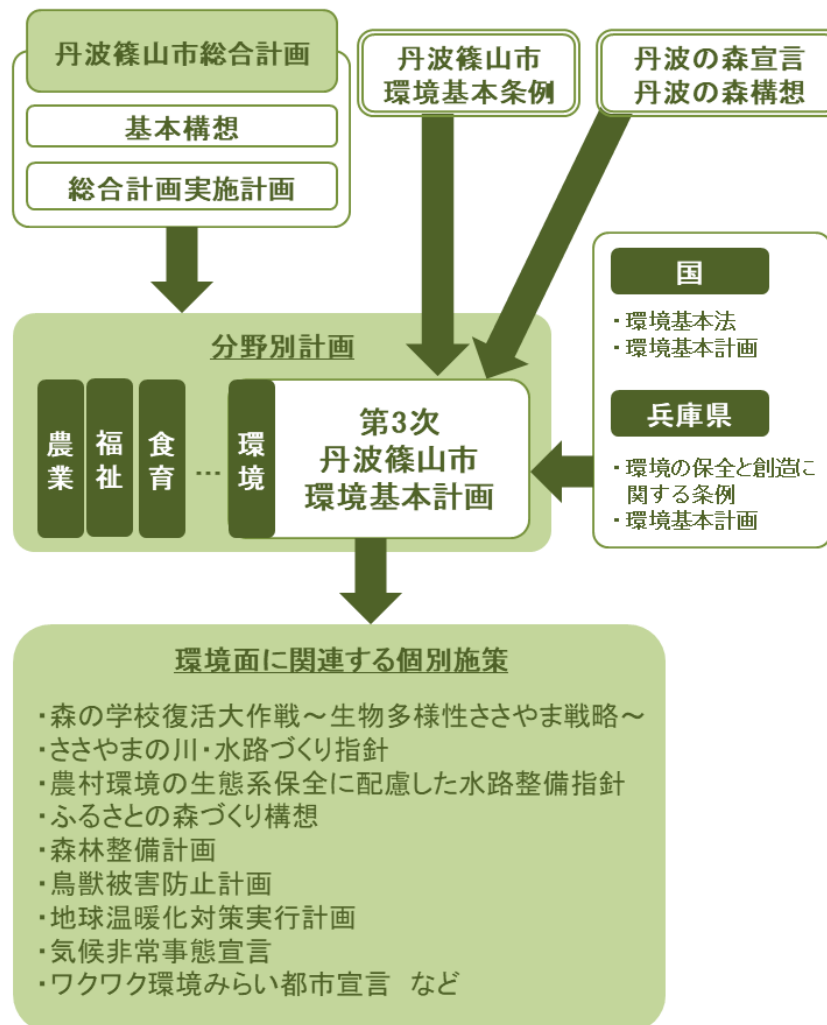 丹波篠山市総合計画
基本構想
総合計画実施計画
丹波篠山市
環境基本条例
丹波の森宣言
丹波の森構想
国
・環境基本法
・環境基本計画
兵庫県
・環境の保全と創造に
関する条例
・環境基本計画
分野別計画
農業
福祉
食育
…
環境
第3次
丹波篠山市
環境基本計画
環境面に関連する個別施策
・森の学校復活大作戦～生物多様性ささやま戦略～
・ささやまの川・水路づくり指針
・農村環境の生態系保全に配慮した水路整備指針
・ふるさとの森づくり構想
・森林整備計画
・鳥獣被害防止計画
・地球温暖化対策実行計画
・気候非常事態宣言
・ワクワク環境みらい都市宣言　など